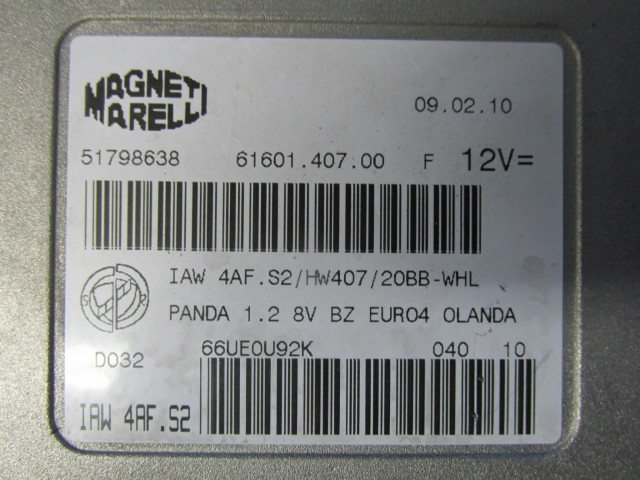 MAGNETI
MARELLI
09.02.10
51798638 61601.407.00 F 12V=
IAW 4AF.S2/HW407/20BB-WHL
PANDA 1.2 8V BZ EURO4 OLANDA
D032 66UE0U92K 040 10
IAW 4AF.S2